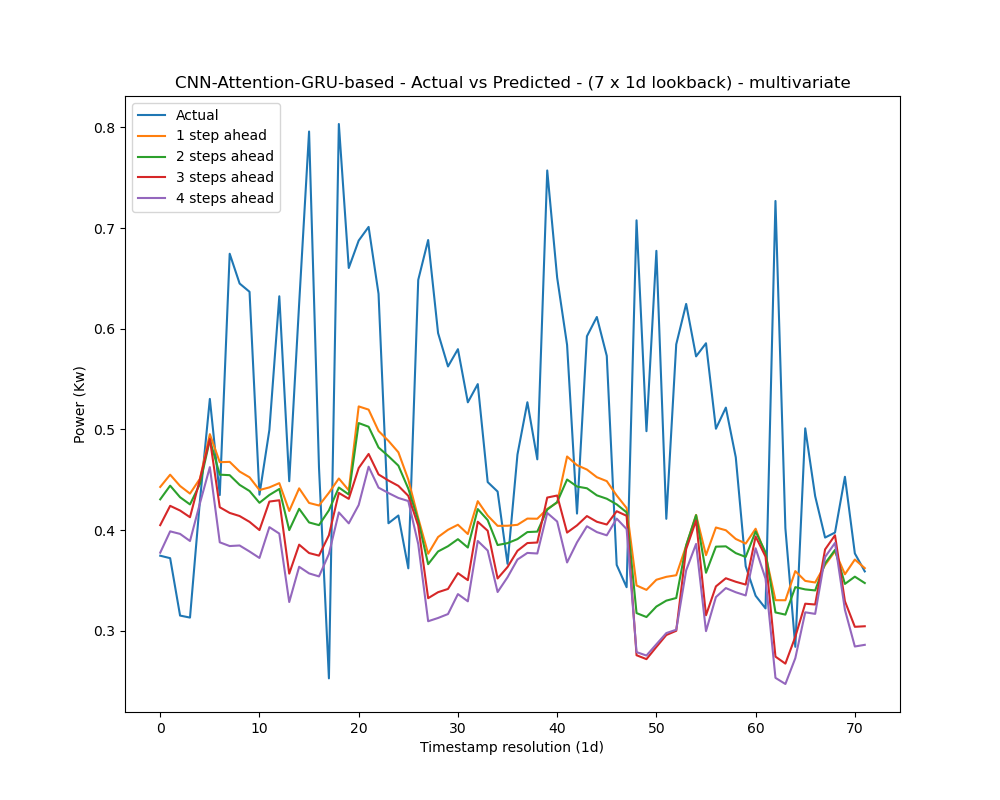 CNN-Attention-GRU-based - Actual vs Predicted - (7 x 1d lookback) - multivariate
Actual
1 step ahead
2 steps ahead
3 steps ahead
4 steps ahead
0.8
0.7
0.6
0.5
0.4
0.3
Power (Kw)
0 10 20 30 40 50 60 70
Timestamp resolution (1d)